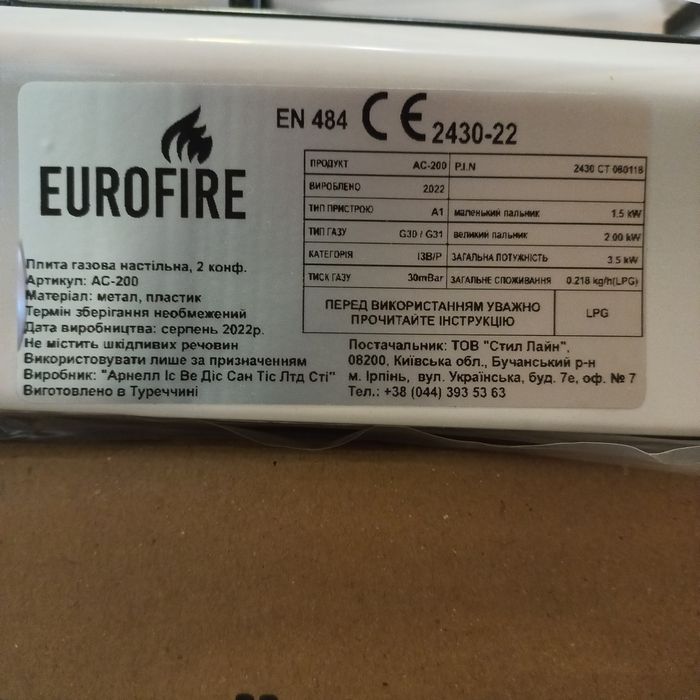 EN 484 CE 2430-22
EUROFIRE
ПРОДУКТ AC-200 P.I.N 2430 CT 080118
ВИРОБЛЕНО 2022
ТИП ПРИСТРОЮ A1 маленький пальник 1.5 kW
ТИП ГАЗУ G30 / G31 великий пальник 2.00 kW
КАТЕГОРІЯ I3B/P ЗАГАЛЬНА ПОТУЖНІСТЬ 3.5 kW
ТИСК ГАЗУ 30mBar ЗАГАЛЬНЕ СПОЖИВАННЯ 0.218 kg/h(LPG)
ПЕРЕД ВИКОРИСТАННЯМ УВАЖНО
ПРОЧИТАЙТЕ ІНСТРУКЦІЮ
LPG
Плита газова настільна, 2 конф.
Артикул: AC-200
Матеріал: метал, пластик
Термін зберігання необмежений
Дата виробництва: серпень 2022р.
Не містить шкідливих речовин
Використовувати лише за призначенням
Виробник: "Арнелл Іс Ве Діс Сан Тіс Лтд Сті"
Виготовлено в Туреччині
Постачальник: ТОВ "Стил Лайн",
08200, Київська обл., Бучанський р-н
м. Ірпінь, вул. Українська, буд. 7е, оф. № 7
Тел.: +38 (044) 393 53 63